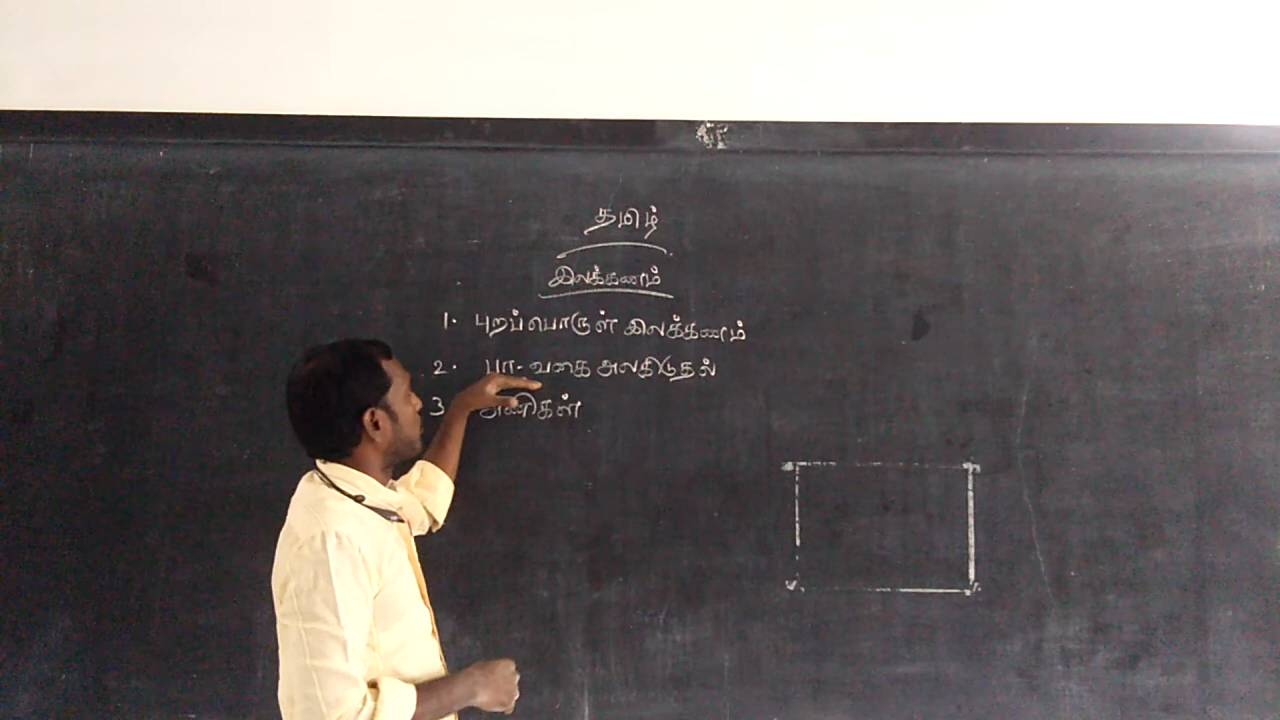 தமிழ்
இலக்கணம்
1. புறப்பொருள் இலக்கணம்
2. பா- வகை அலகிடுதல்
3 அணிகள்